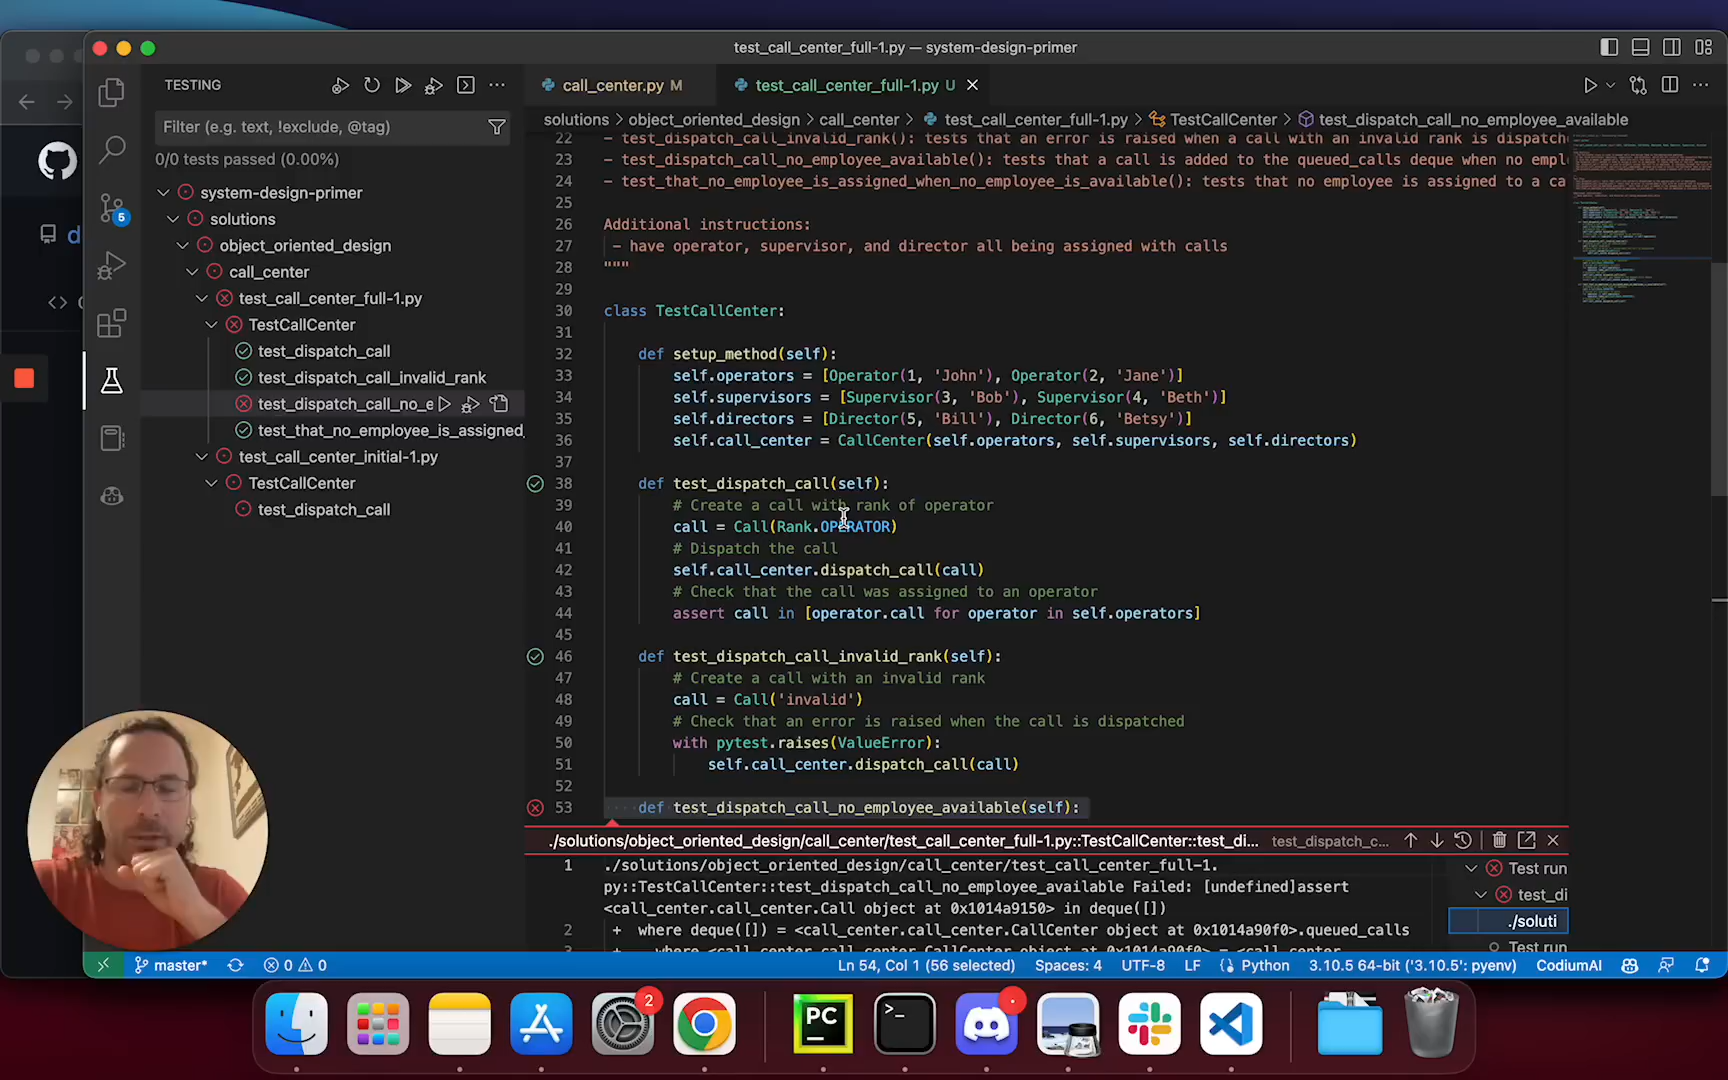 test_call_center_full-1.py — system-design-primer
TESTING
call_center.py M
test_call_center_full-1.py U
Filter (e.g. text, !exclude, @tag)
solutions > object_oriented_design > call_center > test_call_center_full-1.py > TestCallCenter > test_dispatch_call_no_employee_available
0/0 tests passed (0.00%)
system-design-primer
solutions
object_oriented_design
call_center
test_call_center_full-1.py
TestCallCenter
test_dispatch_call
test_dispatch_call_invalid_rank
test_dispatch_call_no_e
test_that_no_employee_is_assigned_
test_call_center_initial-1.py
TestCallCenter
test_dispatch_call
5
d
22 - test_dispatch_call_invalid_rank(): tests that an error is raised when a call with an invalid rank is dispatch
23 - test_dispatch_call_no_employee_available(): tests that a call is added to the queued_calls deque when no empl
24 - test_that_no_employee_is_assigned_when_no_employee_is_available(): tests that no employee is assigned to a ca
25
26 Additional instructions:
27 - have operator, supervisor, and director all being assigned with calls
28 """
29
30 class TestCallCenter:
31
32 def setup_method(self):
33 self.operators = [Operator(1, 'John'), Operator(2, 'Jane')]
34 self.supervisors = [Supervisor(3, 'Bob'), Supervisor(4, 'Beth')]
35 self.directors = [Director(5, 'Bill'), Director(6, 'Betsy')]
36 self.call_center = CallCenter(self.operators, self.supervisors, self.directors)
37
38 def test_dispatch_call(self):
39 # Create a call with rank of operator
40 call = Call(Rank.OPERATOR)
41 # Dispatch the call
42 self.call_center.dispatch_call(call)
43 # Check that the call was assigned to an operator
44 assert call in [operator.call for operator in self.operators]
45
46 def test_dispatch_call_invalid_rank(self):
47 # Create a call with an invalid rank
48 call = Call('invalid')
49 # Check that an error is raised when the call is dispatched
50 with pytest.raises(ValueError):
51 self.call_center.dispatch_call(call)
52
53 def test_dispatch_call_no_employee_available(self):
./solutions/object_oriented_design/call_center/test_call_center_full-1.py::TestCallCenter::test_di... test_dispatch_c...
1 ./solutions/object_oriented_design/call_center/test_call_center_full-1.
py::TestCallCenter::test_dispatch_call_no_employee_available Failed: [undefined]assert
<call_center.call_center.Call object at 0x1014a9150> in deque([])
2 + where deque([]) = <call_center.call_center.CallCenter object at 0x1014a90f0>.queued_calls
Test run
test_di
./soluti
Test run
master* 0 0 Ln 54, Col 1 (56 selected) Spaces: 4 UTF-8 LF Python 3.10.5 64-bit ('3.10.5': pyenv) CodiumAI
2
PC